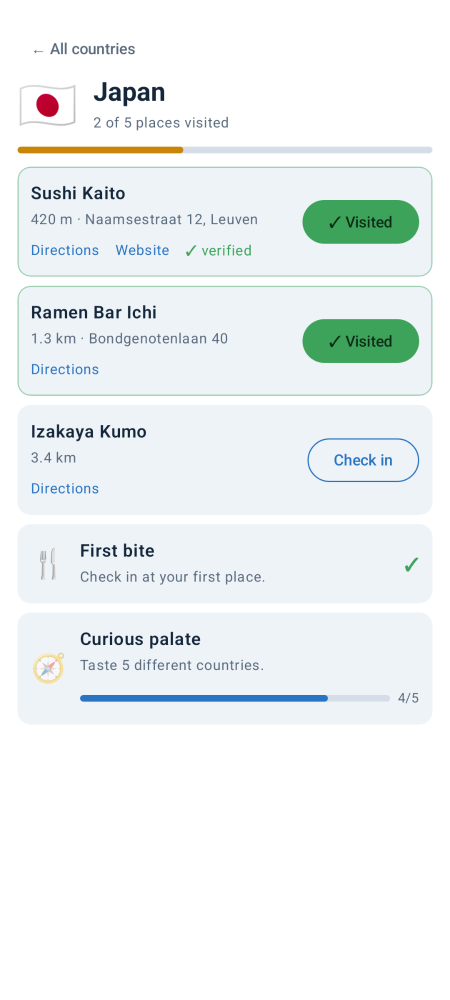 ← All countries
Japan
2 of 5 places visited
Sushi Kaito
420 m · Naamsestraat 12, Leuven
Directions Website ✓ verified
✓ Visited
Ramen Bar Ichi
1.3 km · Bondgenotenlaan 40
Directions
✓ Visited
Izakaya Kumo
3.4 km
Directions
Check in
First bite
Check in at your first place.
✓
Curious palate
Taste 5 different countries.
4/5